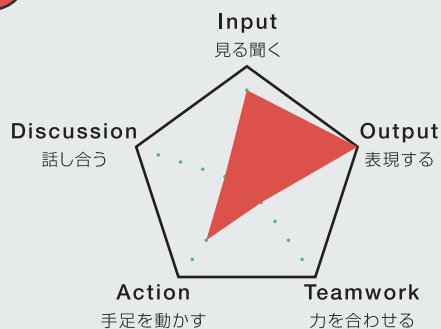 Input
見る聞く
Discussion
話し合う
Output
表現する
Action
手足を動かす
Teamwork
力を合わせる